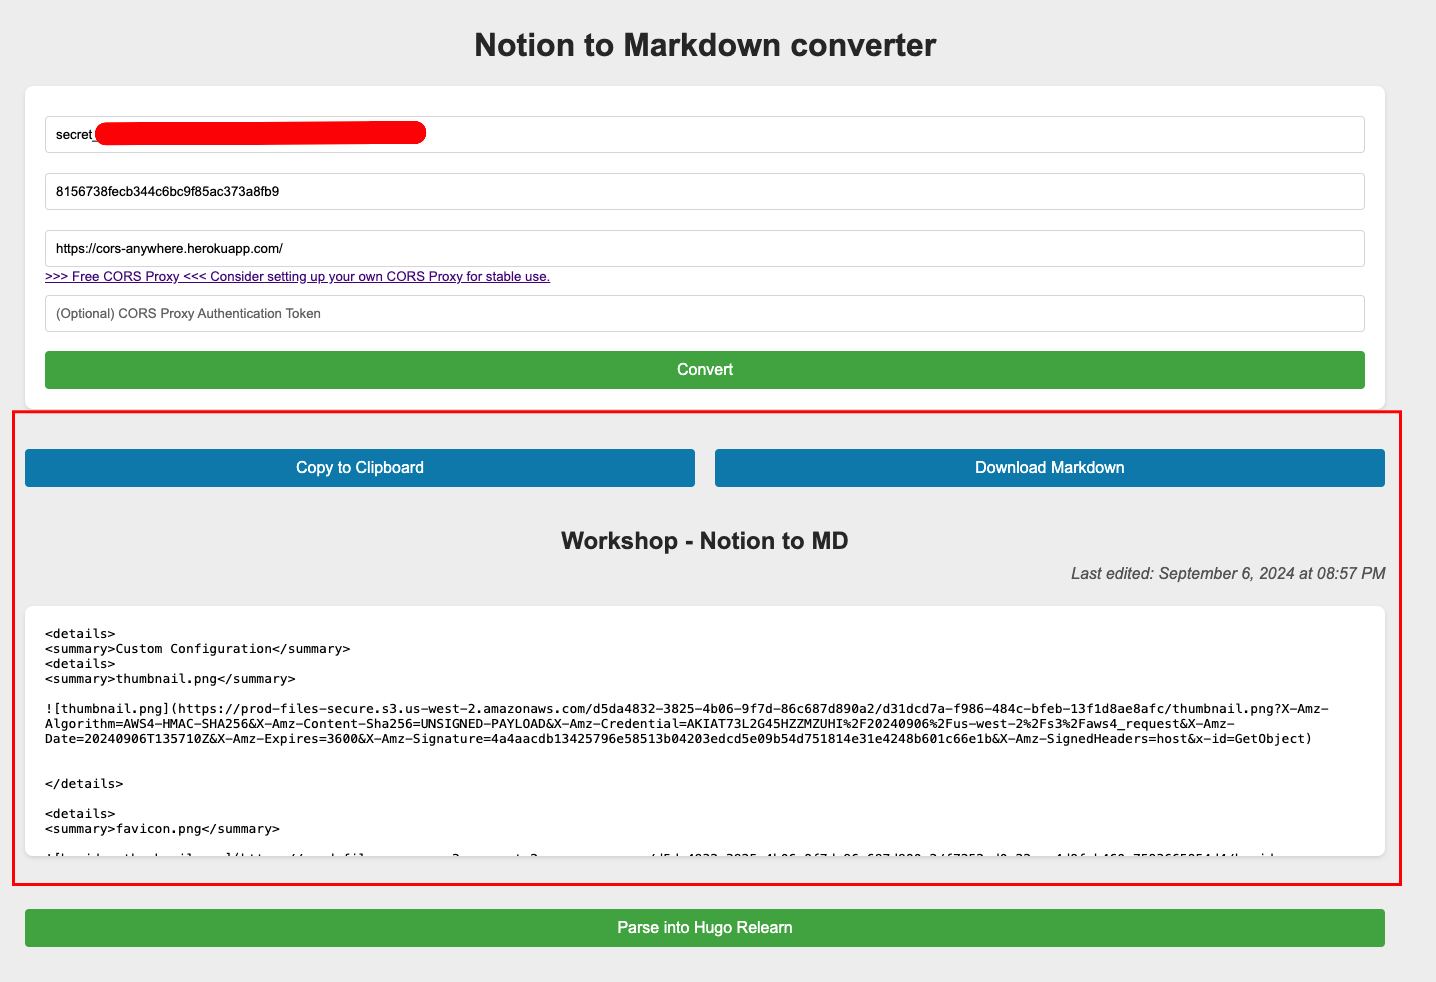 Notion to Markdown converter
secret_
8156738fecb344c6bc9f85ac373a8fb9
https://cors-anywhere.herokuapp.com/
>>> Free CORS Proxy <<< Consider setting up your own CORS Proxy for stable use.
(Optional) CORS Proxy Authentication Token
Convert
Copy to Clipboard
Download Markdown
Workshop - Notion to MD
Last edited: September 6, 2024 at 08:57 PM
<details>
<summary>Custom Configuration</summary>
<details>
<summary>thumbnail.png</summary>
![thumbnail.png](https://prod-files-secure.s3.us-west-2.amazonaws.com/d5da4832-3825-4b06-9f7d-86c687d890a2/d31dcd7a-f986-484c-bfeb-13f1d8ae8afc/thumbnail.png?X-Amz-
Algorithm=AWS4-HMAC-SHA256&X-Amz-Content-Sha256=UNSIGNED-PAYLOAD&X-Amz-Credential=AKIAT73L2G45HZZMZUHI%2F20240906%2Fus-west-2%2Fs3%2Faws4_request&X-Amz-
Date=20240906T135710Z&X-Amz-Expires=3600&X-Amz-Signature=4a4aacdb13425796e58513b04203edcd5e09b54d751814e31e4248b601c66e1b&X-Amz-SignedHeaders=host&x-id=GetObject)
</details>
<details>
<summary>favicon.png</summary>
Parse into Hugo Relearn